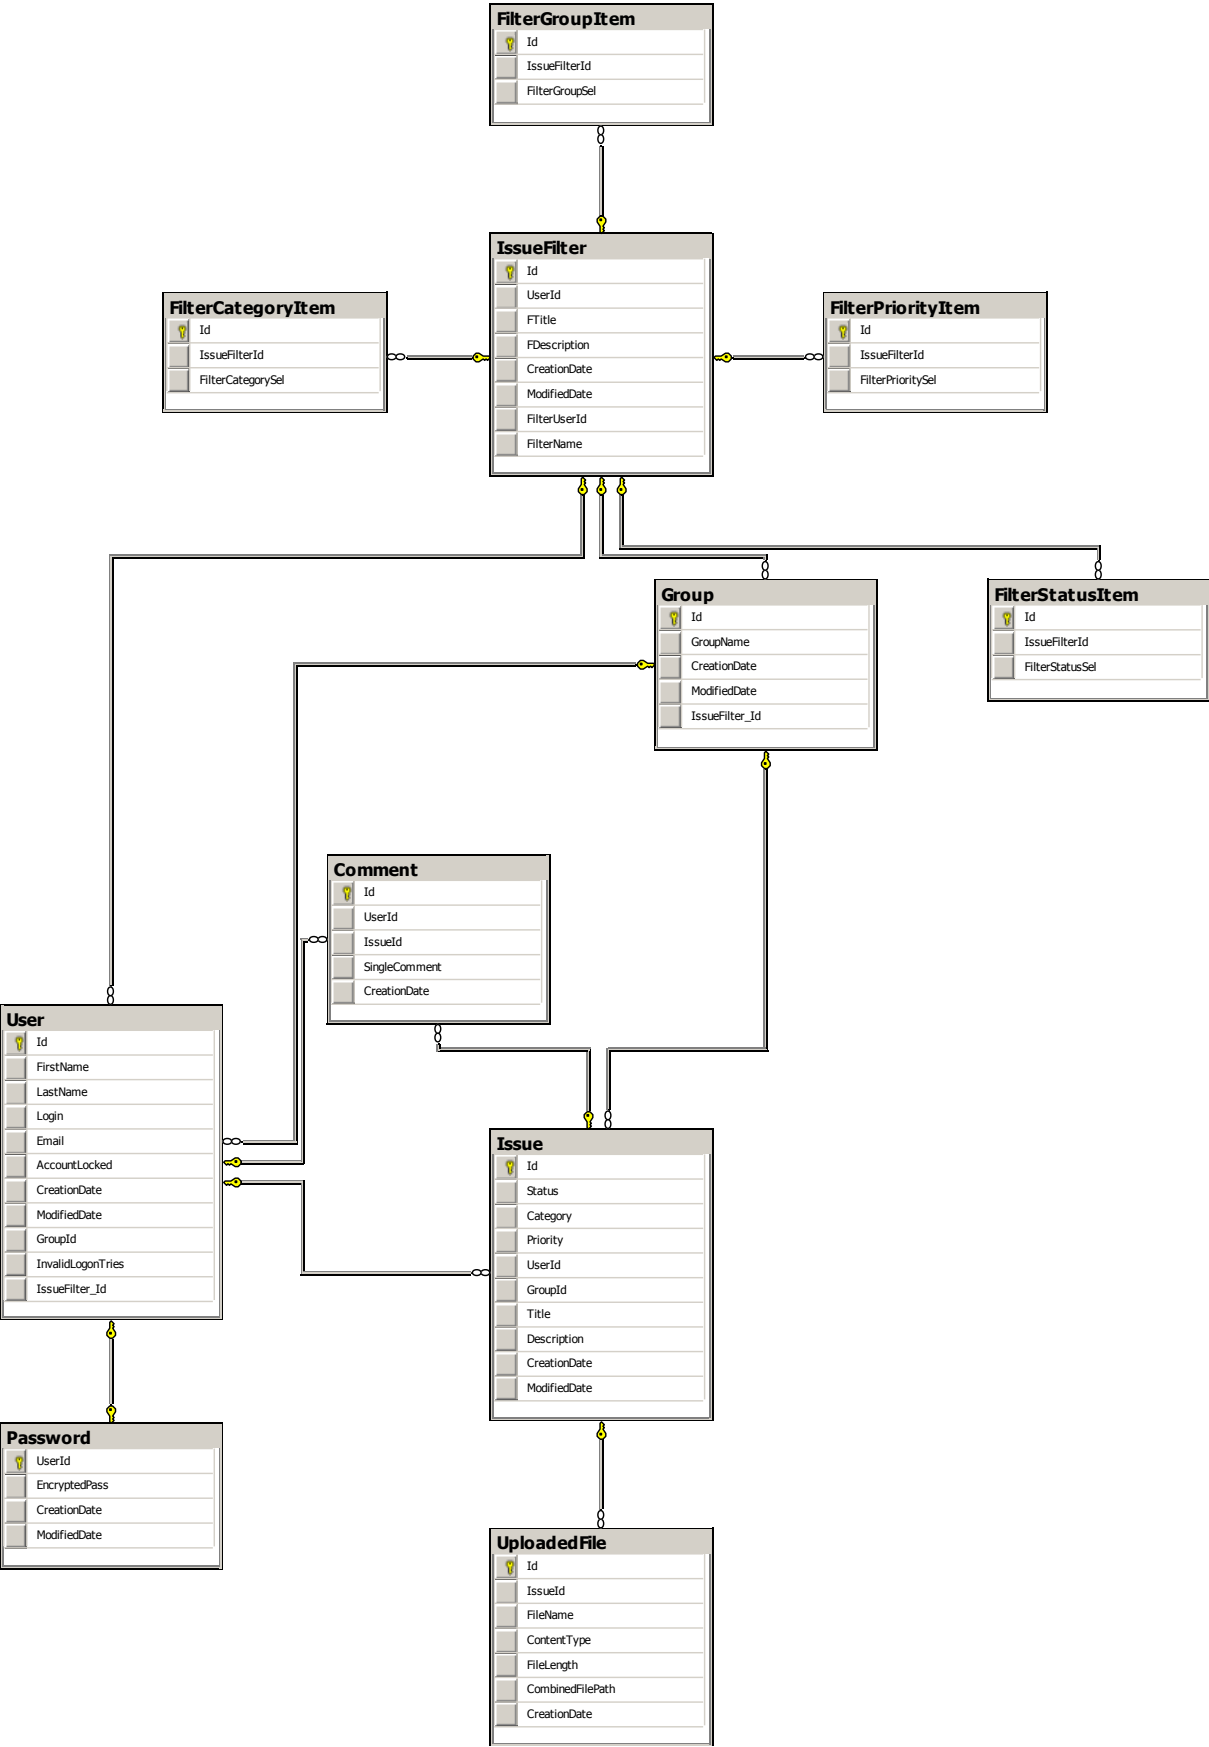 FilterGroupItem
Id
IssueFilterId
FilterGroupSel
IssueFilter
Id
UserId
FTitle
FDescription
CreationDate
ModifiedDate
FilterUserId
FilterName
FilterCategoryItem
Id
IssueFilterId
FilterCategorySel
FilterPriorityItem
Id
IssueFilterId
FilterPrioritySel
Group
Id
GroupName
CreationDate
ModifiedDate
IssueFilter_Id
FilterStatusItem
Id
IssueFilterId
FilterStatusSel
Comment
Id
UserId
IssueId
SingleComment
CreationDate
User
Id
FirstName
LastName
Login
Email
AccountLocked
CreationDate
ModifiedDate
GroupId
InvalidLogonTries
IssueFilter_Id
Issue
Id
Status
Category
Priority
UserId
GroupId
Title
Description
CreationDate
ModifiedDate
Password
UserId
EncryptedPass
CreationDate
ModifiedDate
UploadedFile
Id
IssueId
FileName
ContentType
FileLength
CombinedFilePath
CreationDate